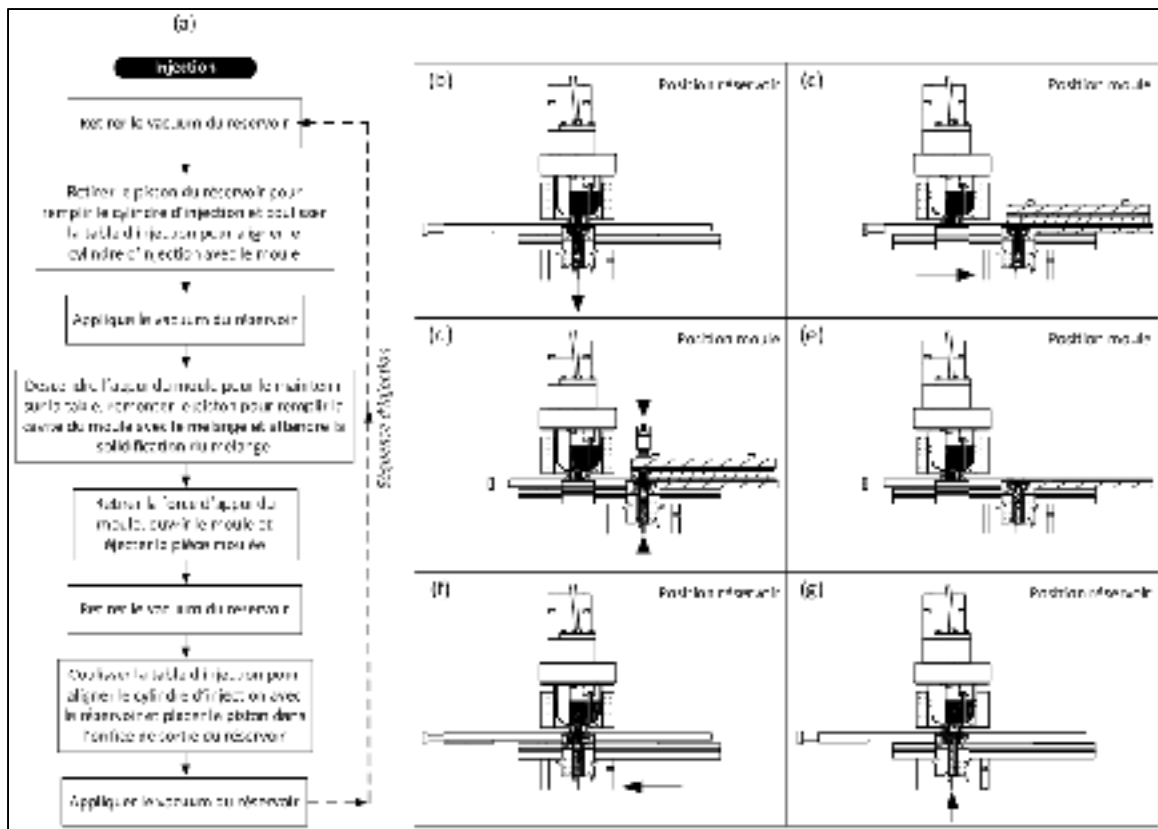 (a)
Injection
Retirer le vacuum du réservoir
Retirer le piston du réservoir pour
remplir le cylindre d'injection et coulisser
la table d'injection pour aligner le
cylindre d'injection avec le moule
Applique le vacuum du réservoir
Descendre l'appui du moule pour le maintenir
sur la table, remonter le piston pour remplir la
cavité du moule avec le mélange et attendre la
solidification du mélange
Retirer la force d'appui du
moule, ouvrir le moule et
éjecter la pièce moulée
Retirer le vacuum du réservoir
Coulisser la table d'injection pour
aligner le cylindre d'injection avec
le réservoir et placer le piston dans
l'orifice de sortie du réservoir
Appliquer le vacuum du réservoir
Séquence d'injection
(b)
Position réservoir
(c)
Position moule
(d)
Position moule
(e)
Position moule
(f)
Position réservoir
(g)
Position réservoir